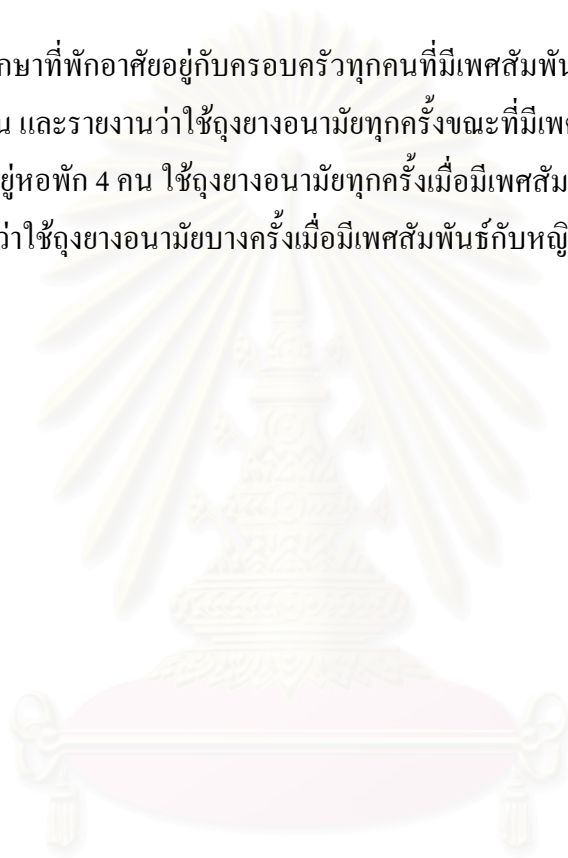 กษาที่พักอาศัยอยู่กับครอบครัวทุกคนที่มีเพศสัมพัน
น และรายงานว่าใช้ถุงยางอนามัยทุกครั้งขณะที่มีเพศ
ยู่หอพัก 4 คน ใช้ถุงยางอนามัยทุกครั้งเมื่อมีเพศสัม
ว่าใช้ถุงยางอนามัยบางครั้งเมื่อมีเพศสัมพันธ์กับหญิ